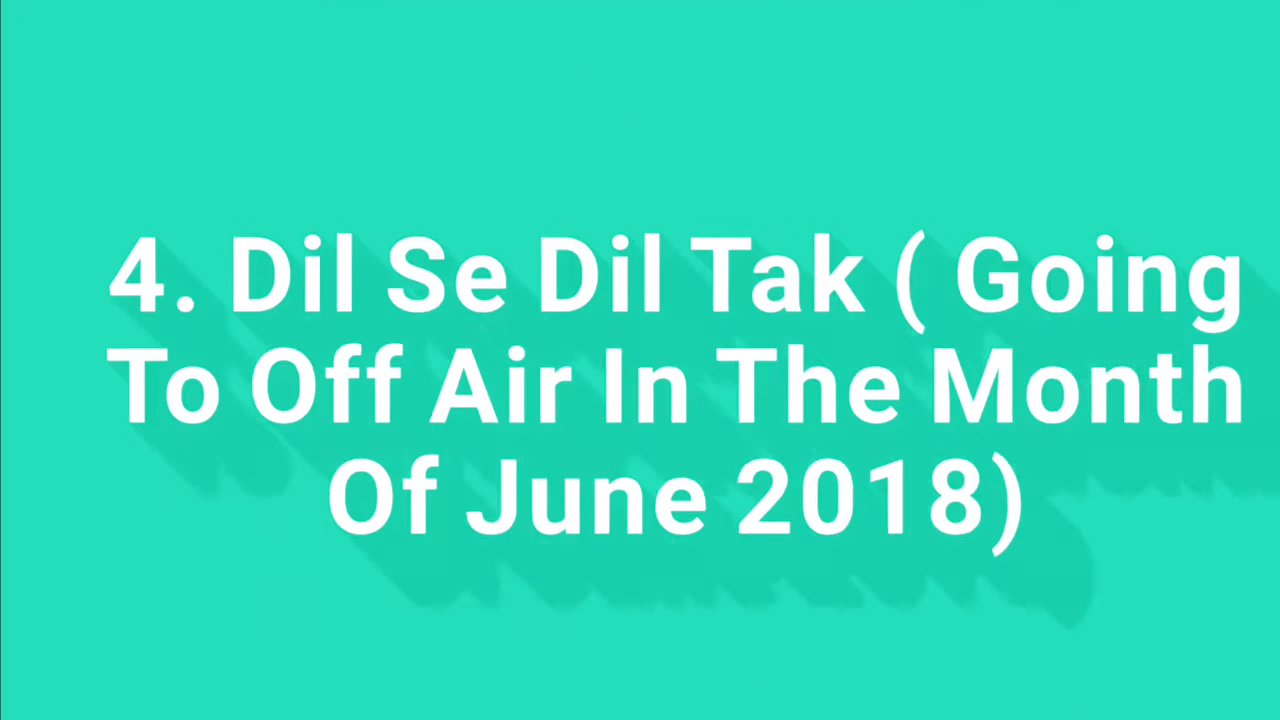 4. Dil Se Dil Tak ( Going
To Off Air In The Month
Of June 2018)